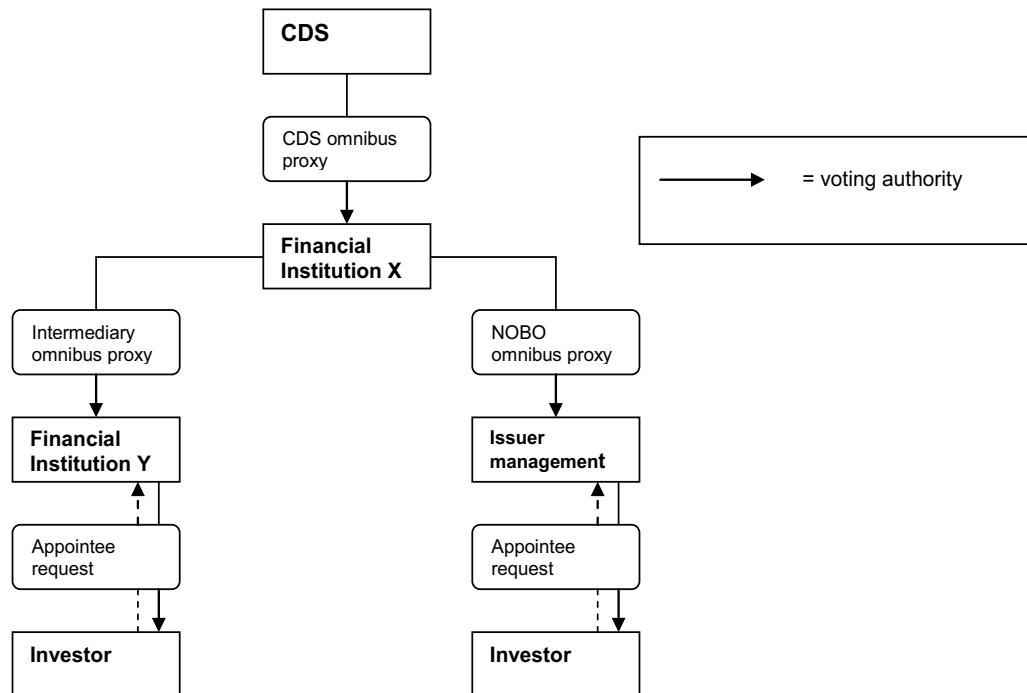 CDS
CDS omnibus
proxy
= voting authority
Financial
Institution X
Intermediary
omnibus proxy
NOBO
omnibus proxy
Financial
Institution Y
Issuer
management
Appointee
request
Appointee
request
Investor
Investor